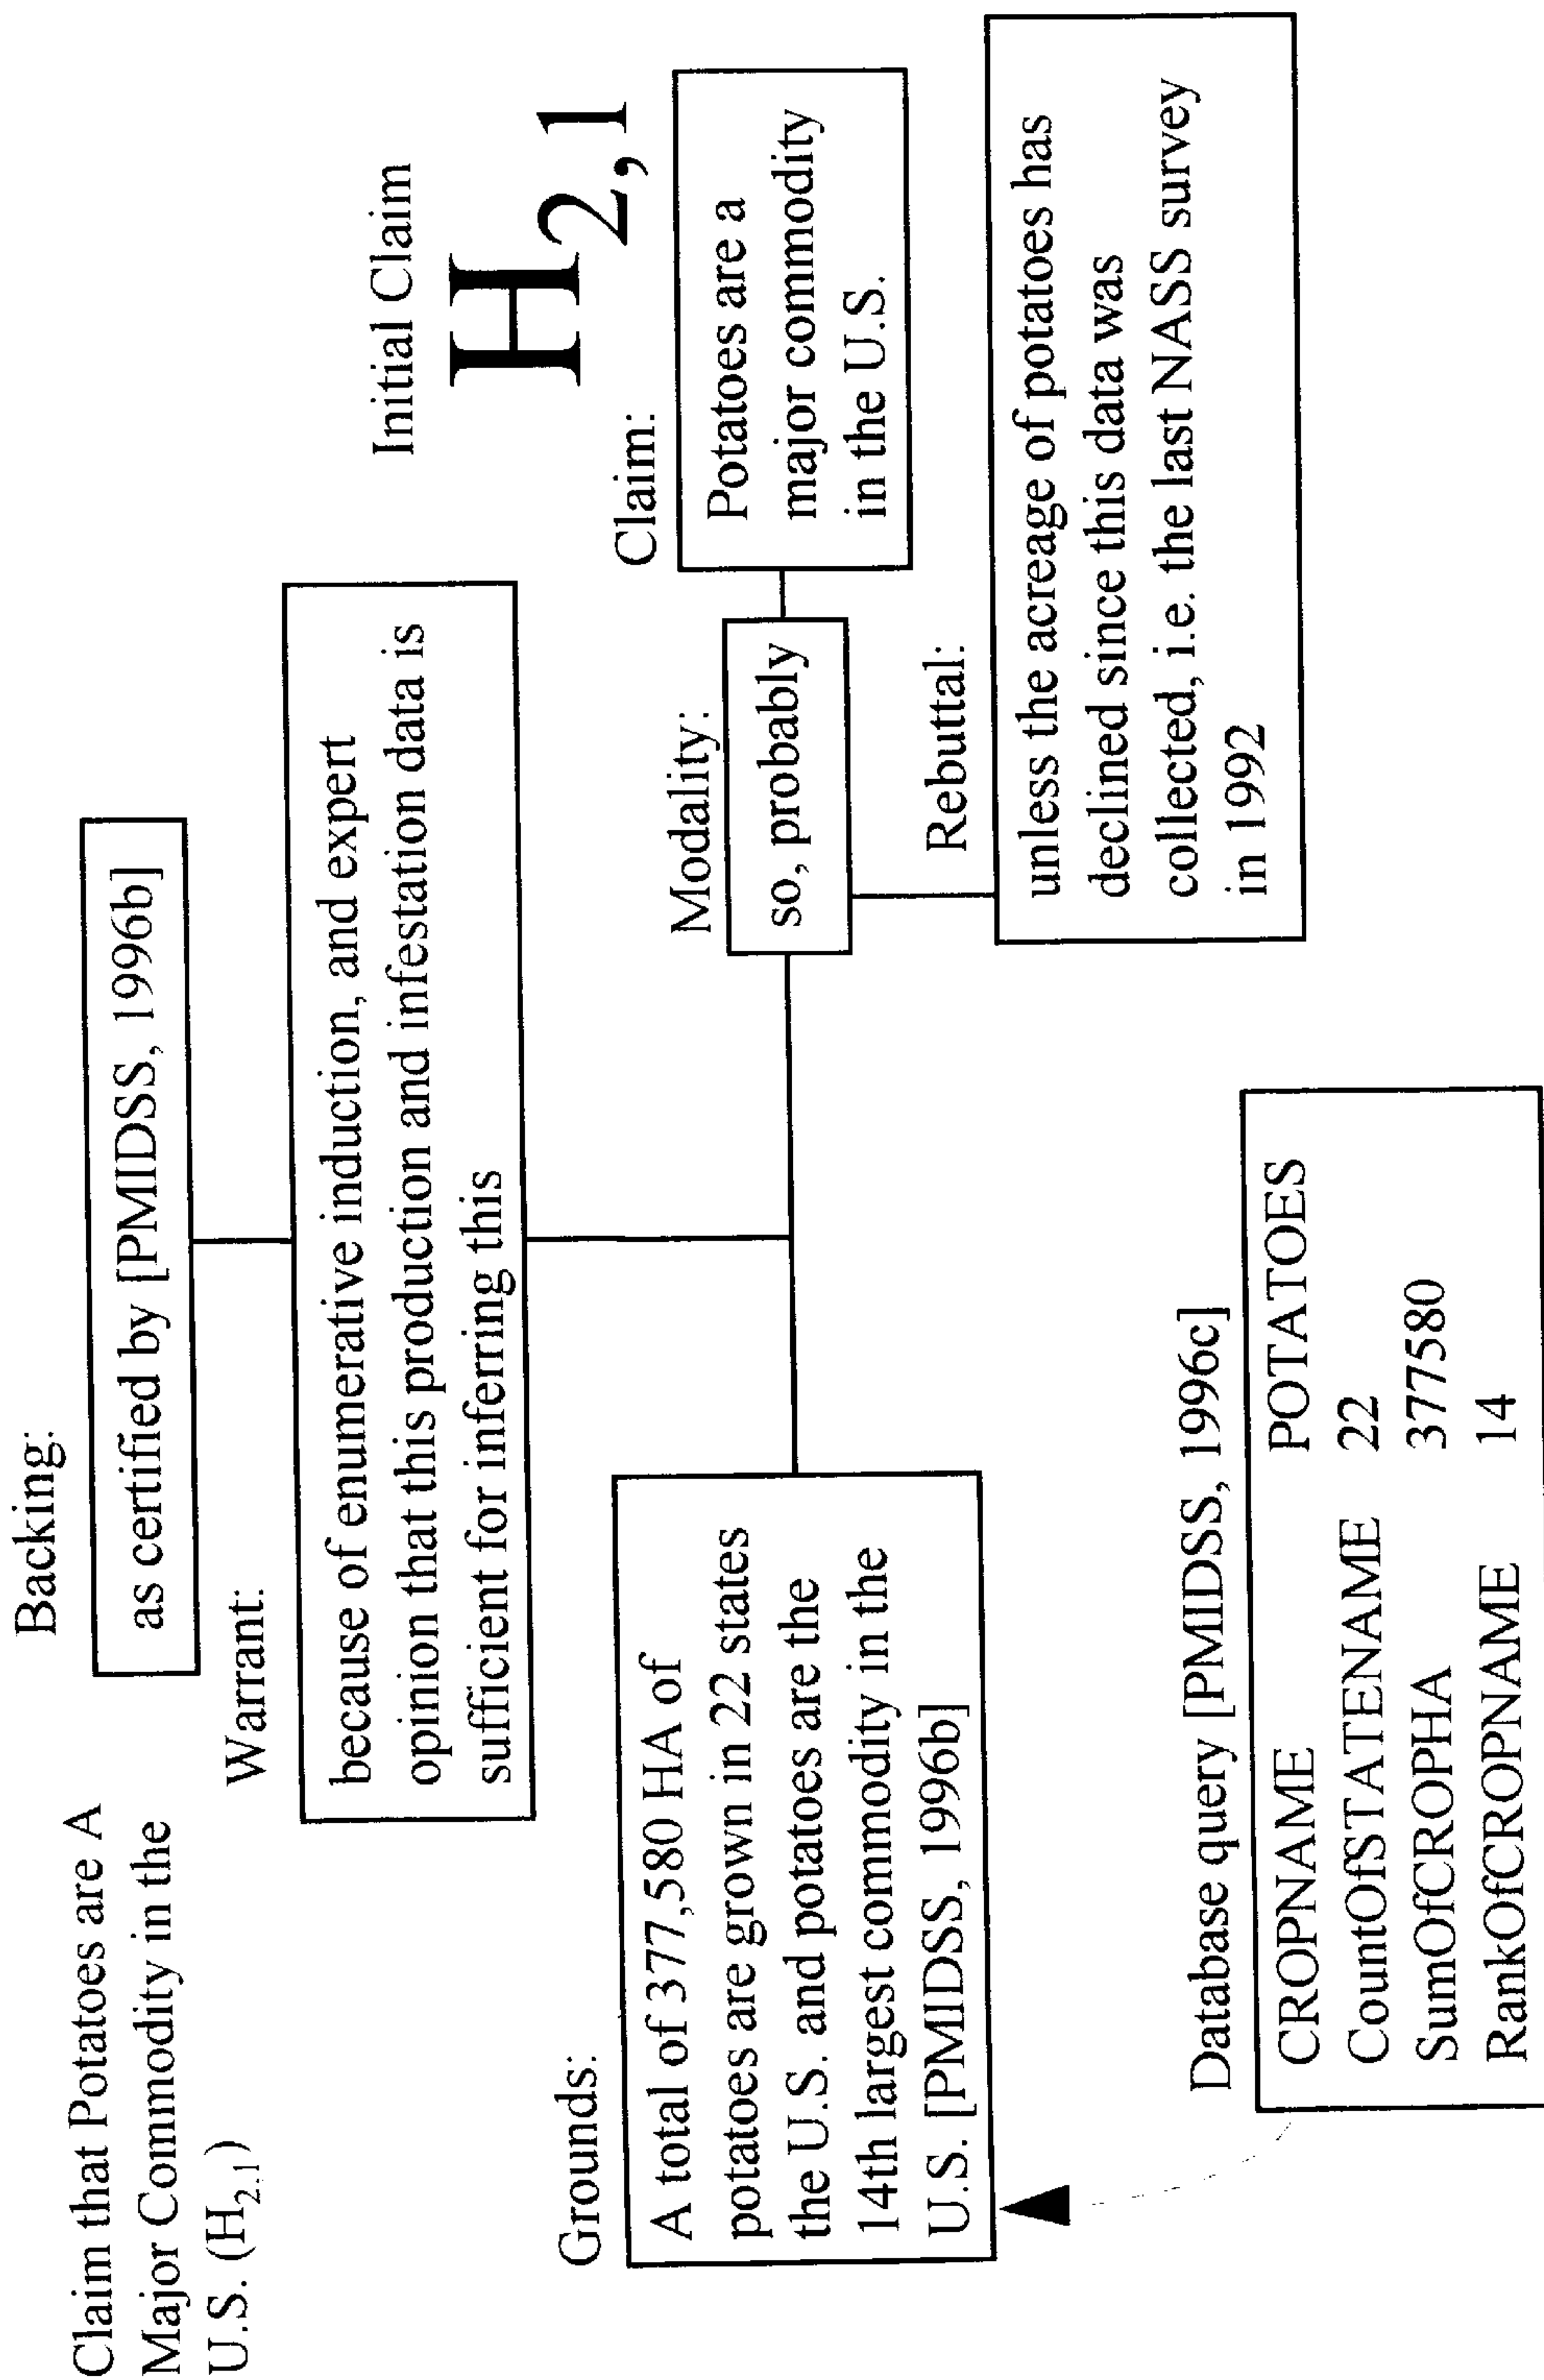 Claim that Potatoes are A
Major Commodity in the
U.S. (H2.1)
Backing:
as certified by [PMIDSS, 1996b]
Warrant:
because of enumerative induction, and expert
opinion that this production and infestation data is
sufficient for inferring this
Initial Claim
H2,1
Grounds:
A total of 377,580 HA of
potatoes are grown in 22 states
the U.S. and potatoes are the
14th largest commodity in the
U.S. [PMIDSS, 1996b]
Modality:
so, probably
Claim:
Potatoes are a
major commodity
in the U.S.
Rebuttal:
unless the acreage of potatoes has
declined since this data was
collected, i.e. the last NASS survey
in 1992
Database query [PMIDSS, 1996c]
CROPNAME POTATOES
CountOfSTATENAME 22
SumOfCROPHA 377580
RankOfCROPNAME 14